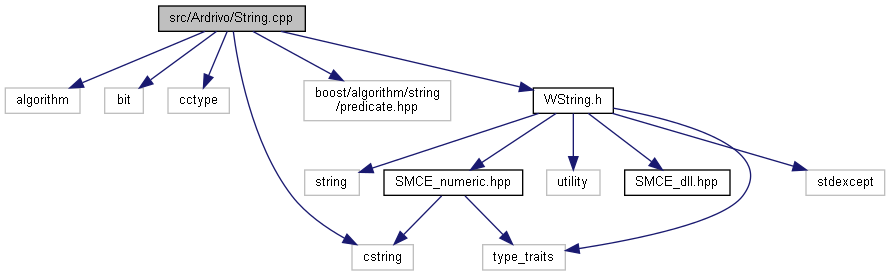 src/Ardrivo/String.cpp
algorithm
bit
cctype
boost/algorithm/string
/predicate.hpp
WString.h
string
SMCE_numeric.hpp
utility
SMCE_dll.hpp
stdexcept
cstring
type_traits